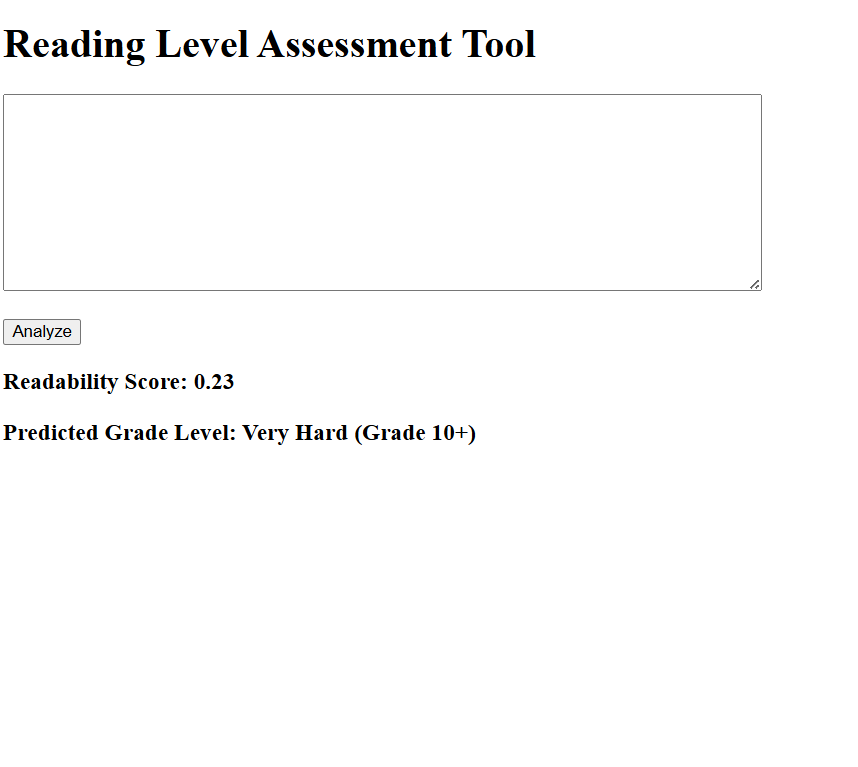 Reading Level Assessment Tool
Analyze
Readability Score: 0.23
Predicted Grade Level: Very Hard (Grade 10+)